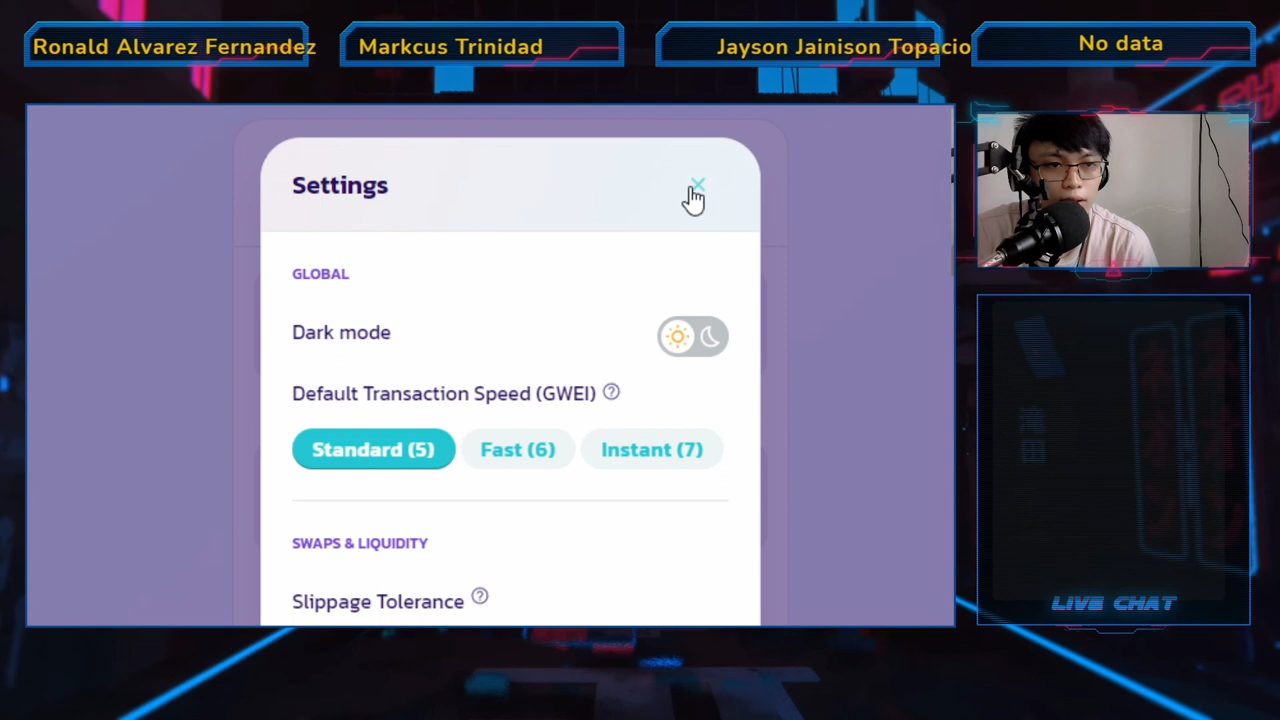 Ronald Alvarez Fernandez
Markcus Trinidad
Jayson Jainison Topacio
No data
Settings
GLOBAL
Dark mode
Default Transaction Speed (GWEI)
Standard (5) Fast (6) Instant (7)
SWAPS & LIQUIDITY
Slippage Tolerance
LIVE CHAT